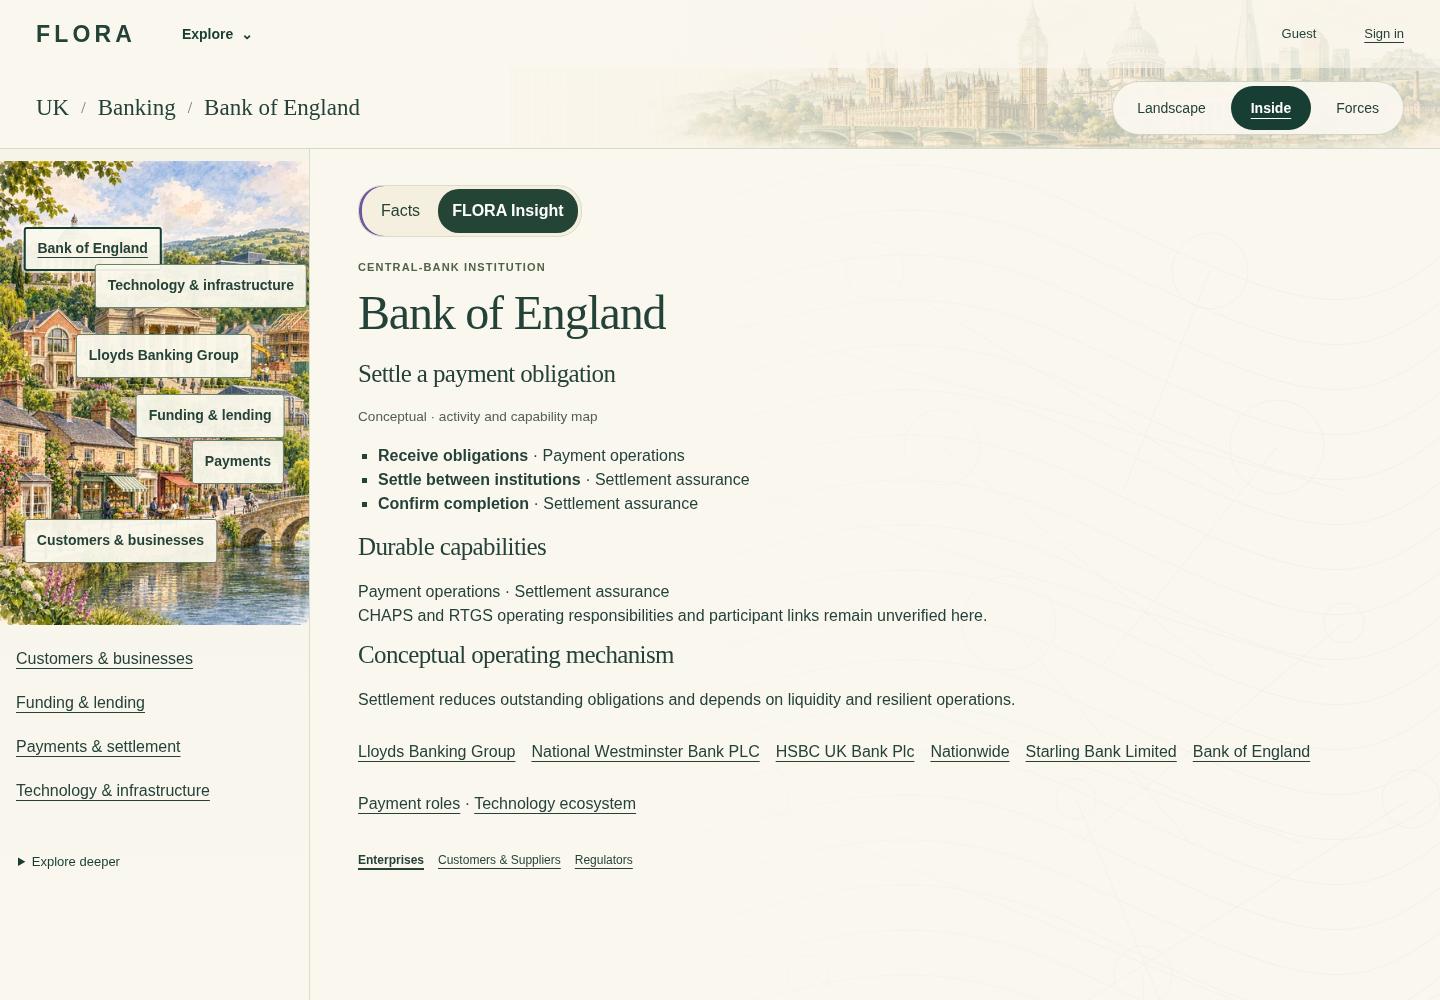 FLORA
Explore
Guest
Sign in
UK / Banking / Bank of England
Landscape
Inside
Forces
Bank of England
Technology & infrastructure
Lloyds Banking Group
Funding & lending
Payments
Customers & businesses
Customers & businesses
Funding & lending
Payments & settlement
Technology & infrastructure
▶ Explore deeper
Facts
FLORA Insight
CENTRAL-BANK INSTITUTION
Bank of England
Settle a payment obligation
Conceptual · activity and capability map
Receive obligations · Payment operations
Settle between institutions · Settlement assurance
Confirm completion · Settlement assurance
Durable capabilities
Payment operations · Settlement assurance
CHAPS and RTGS operating responsibilities and participant links remain unverified here.
Conceptual operating mechanism
Settlement reduces outstanding obligations and depends on liquidity and resilient operations.
Lloyds Banking Group National Westminster Bank PLC HSBC UK Bank Plc Nationwide Starling Bank Limited Bank of England
Payment roles · Technology ecosystem
Enterprises Customers & Suppliers Regulators